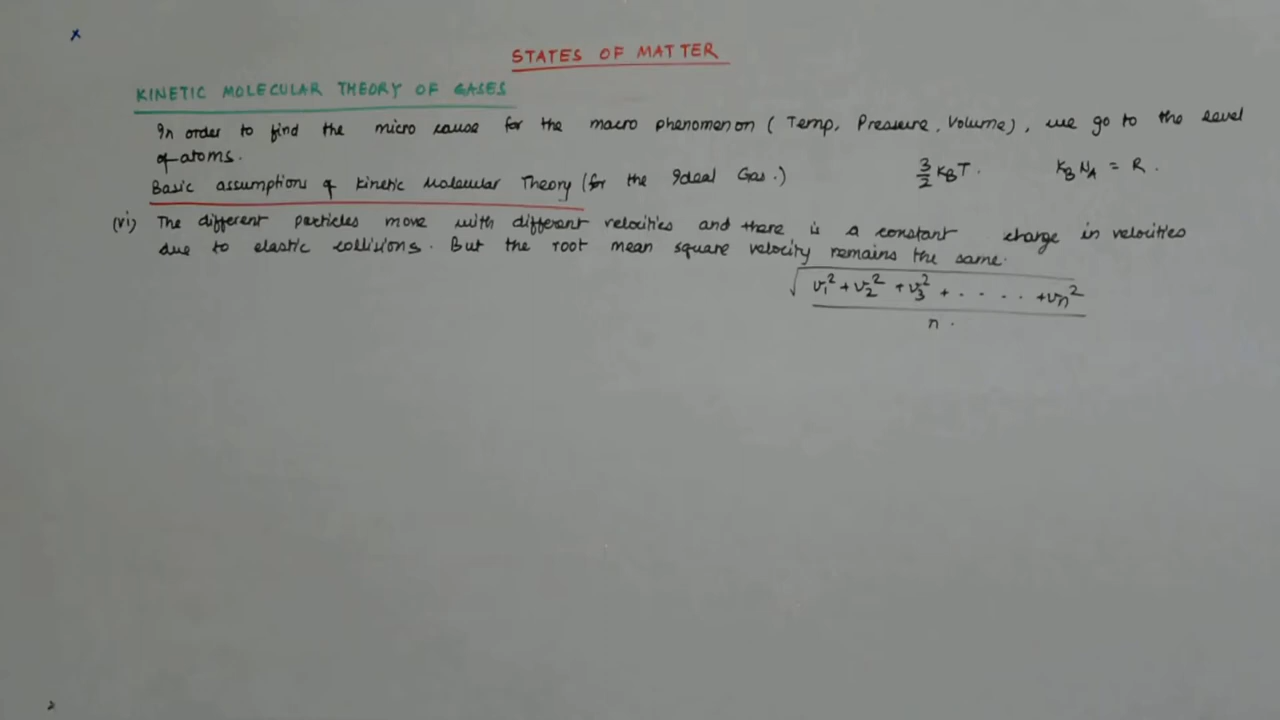 x
STATES OF MATTER
KINETIC MOLECULAR THEORY OF GASES
In order to find the micro cause for the macro phenomenon ( Temp, Pressure, Volume), we go to the level
of atoms.
Basic assumptions of Kinetic Molecular Theory (for the Ideal Gas.)
3/2 KBT. KBNA = R.
(vi) The different particles move with different velocities and there is a constant change in velocities
due to elastic collisions. But the root mean square velocity remains the same.
√ v1² + v2² + v3² + . . . . . + vn²
n.